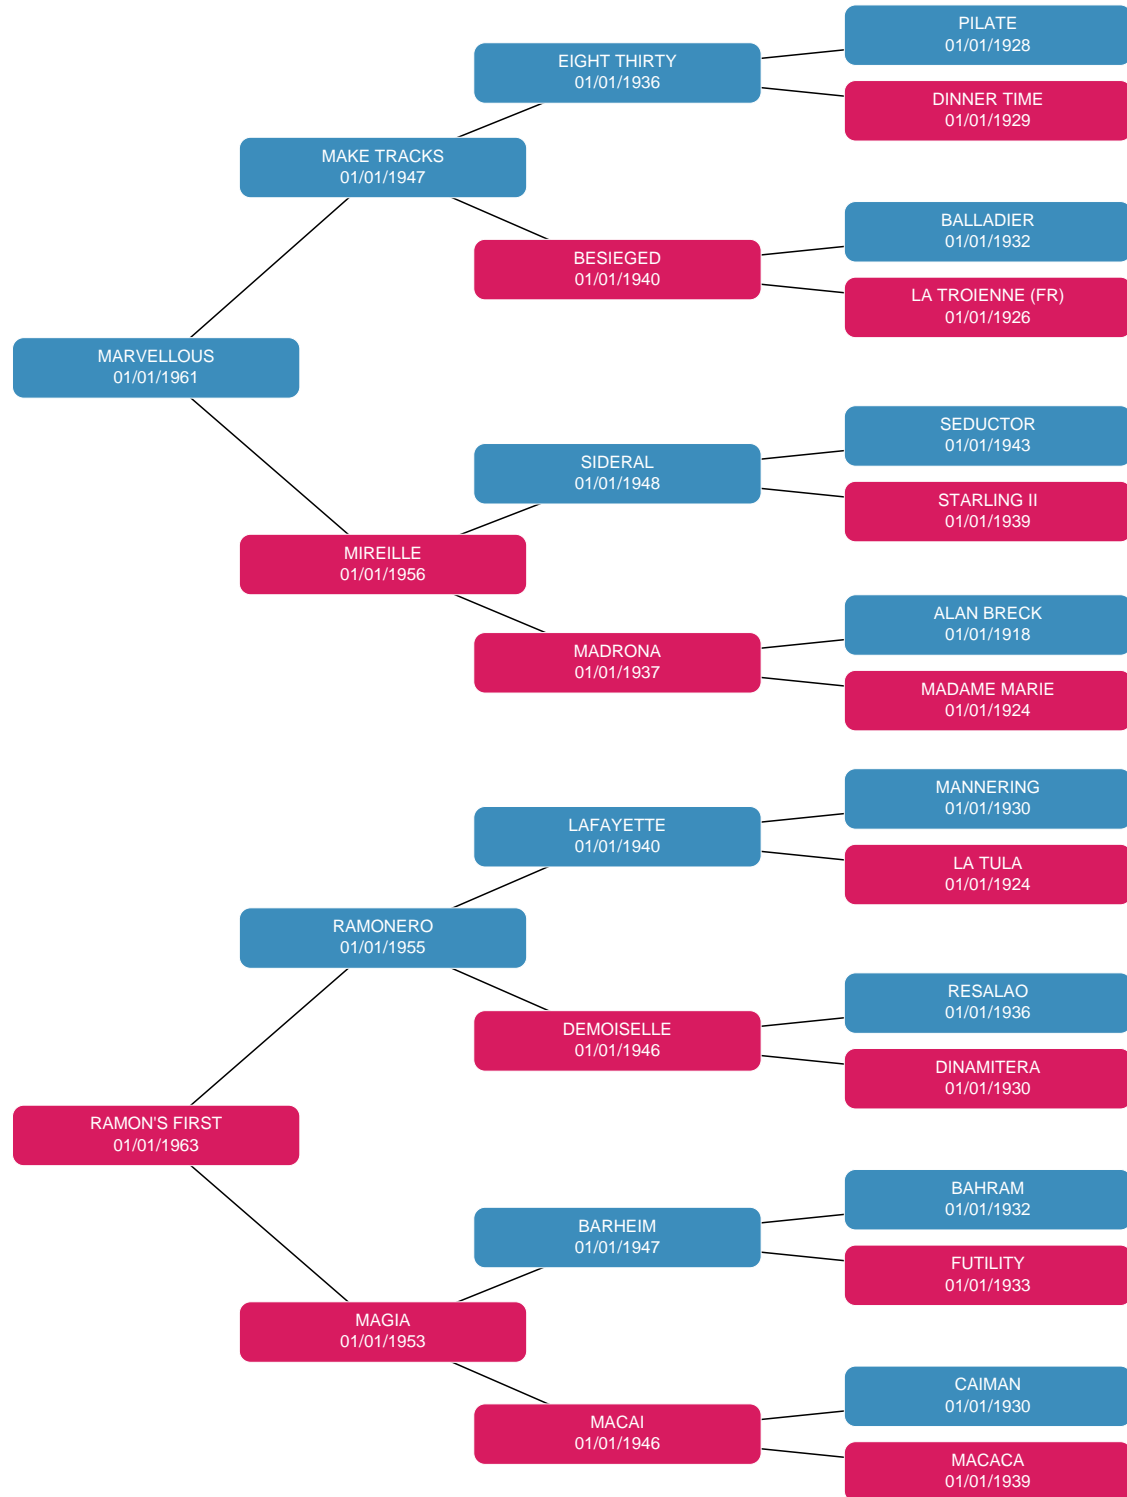 PILATE
01/01/1928
EIGHT THIRTY
01/01/1936
DINNER TIME
01/01/1929
MAKE TRACKS
01/01/1947
BALLADIER
01/01/1932
BESIEGED
01/01/1940
LA TROIENNE (FR)
01/01/1926
MARVELLOUS
01/01/1961
SEDUCTOR
01/01/1943
SIDERAL
01/01/1948
STARLING II
01/01/1939
MIREILLE
01/01/1956
ALAN BRECK
01/01/1918
MADRONA
01/01/1937
MADAME MARIE
01/01/1924
MANNERING
01/01/1930
LAFAYETTE
01/01/1940
LA TULA
01/01/1924
RAMONERO
01/01/1955
RESALAO
01/01/1936
DEMOISELLE
01/01/1946
DINAMITERA
01/01/1930
RAMON'S FIRST
01/01/1963
BAHRAM
01/01/1932
BARHEIM
01/01/1947
FUTILITY
01/01/1933
MAGIA
01/01/1953
CAIMAN
01/01/1930
MACAI
01/01/1946
MACACA
01/01/1939